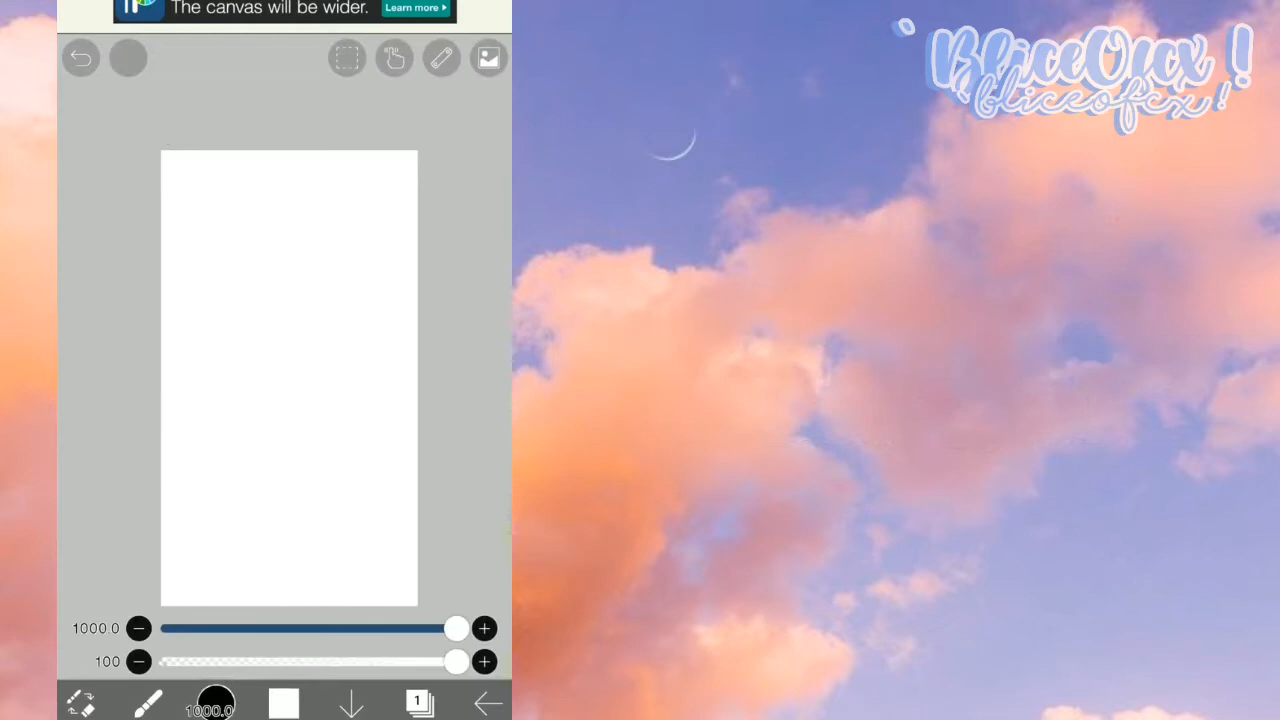 The canvas will be wider.
Learn more
BliceOfcx !
bliceofcx !
1000.0
100
1000.0
1